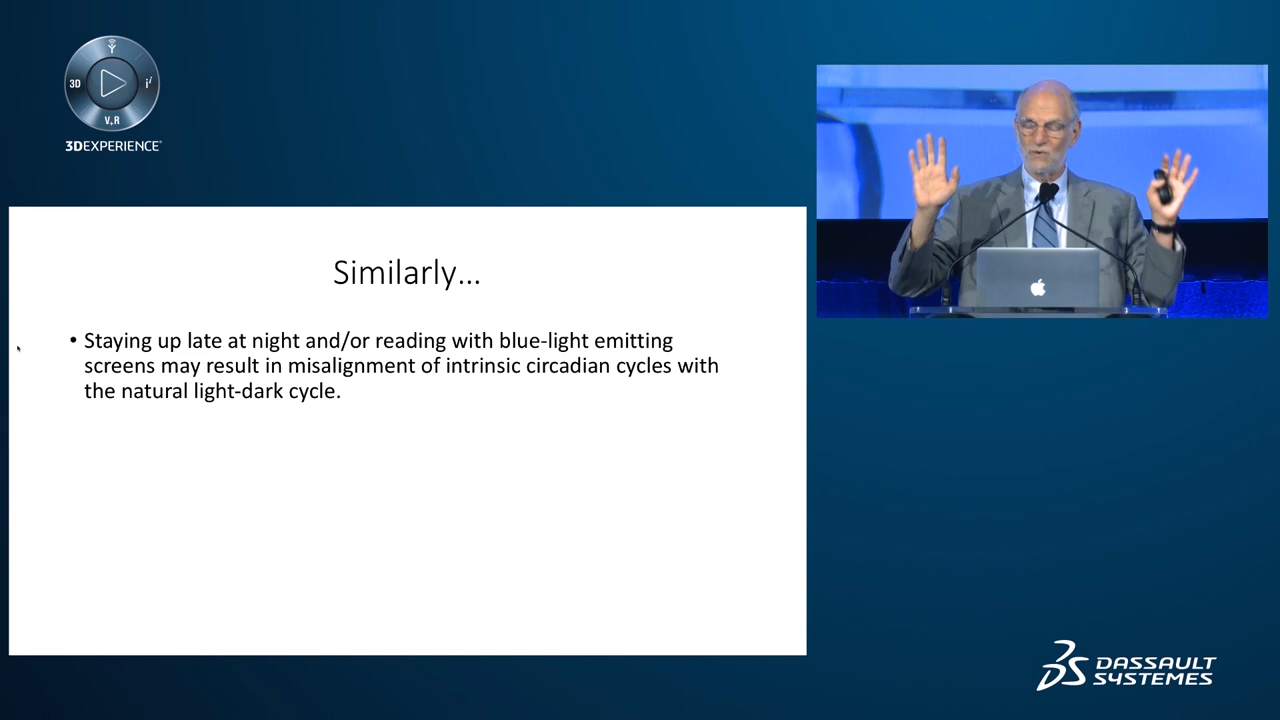 3D
i i
V,R
3DEXPERIENCE
Similarly…
• Staying up late at night and/or reading with blue-light emitting
screens may result in misalignment of intrinsic circadian cycles with
the natural light-dark cycle.
DASSAULT
SYSTEMES